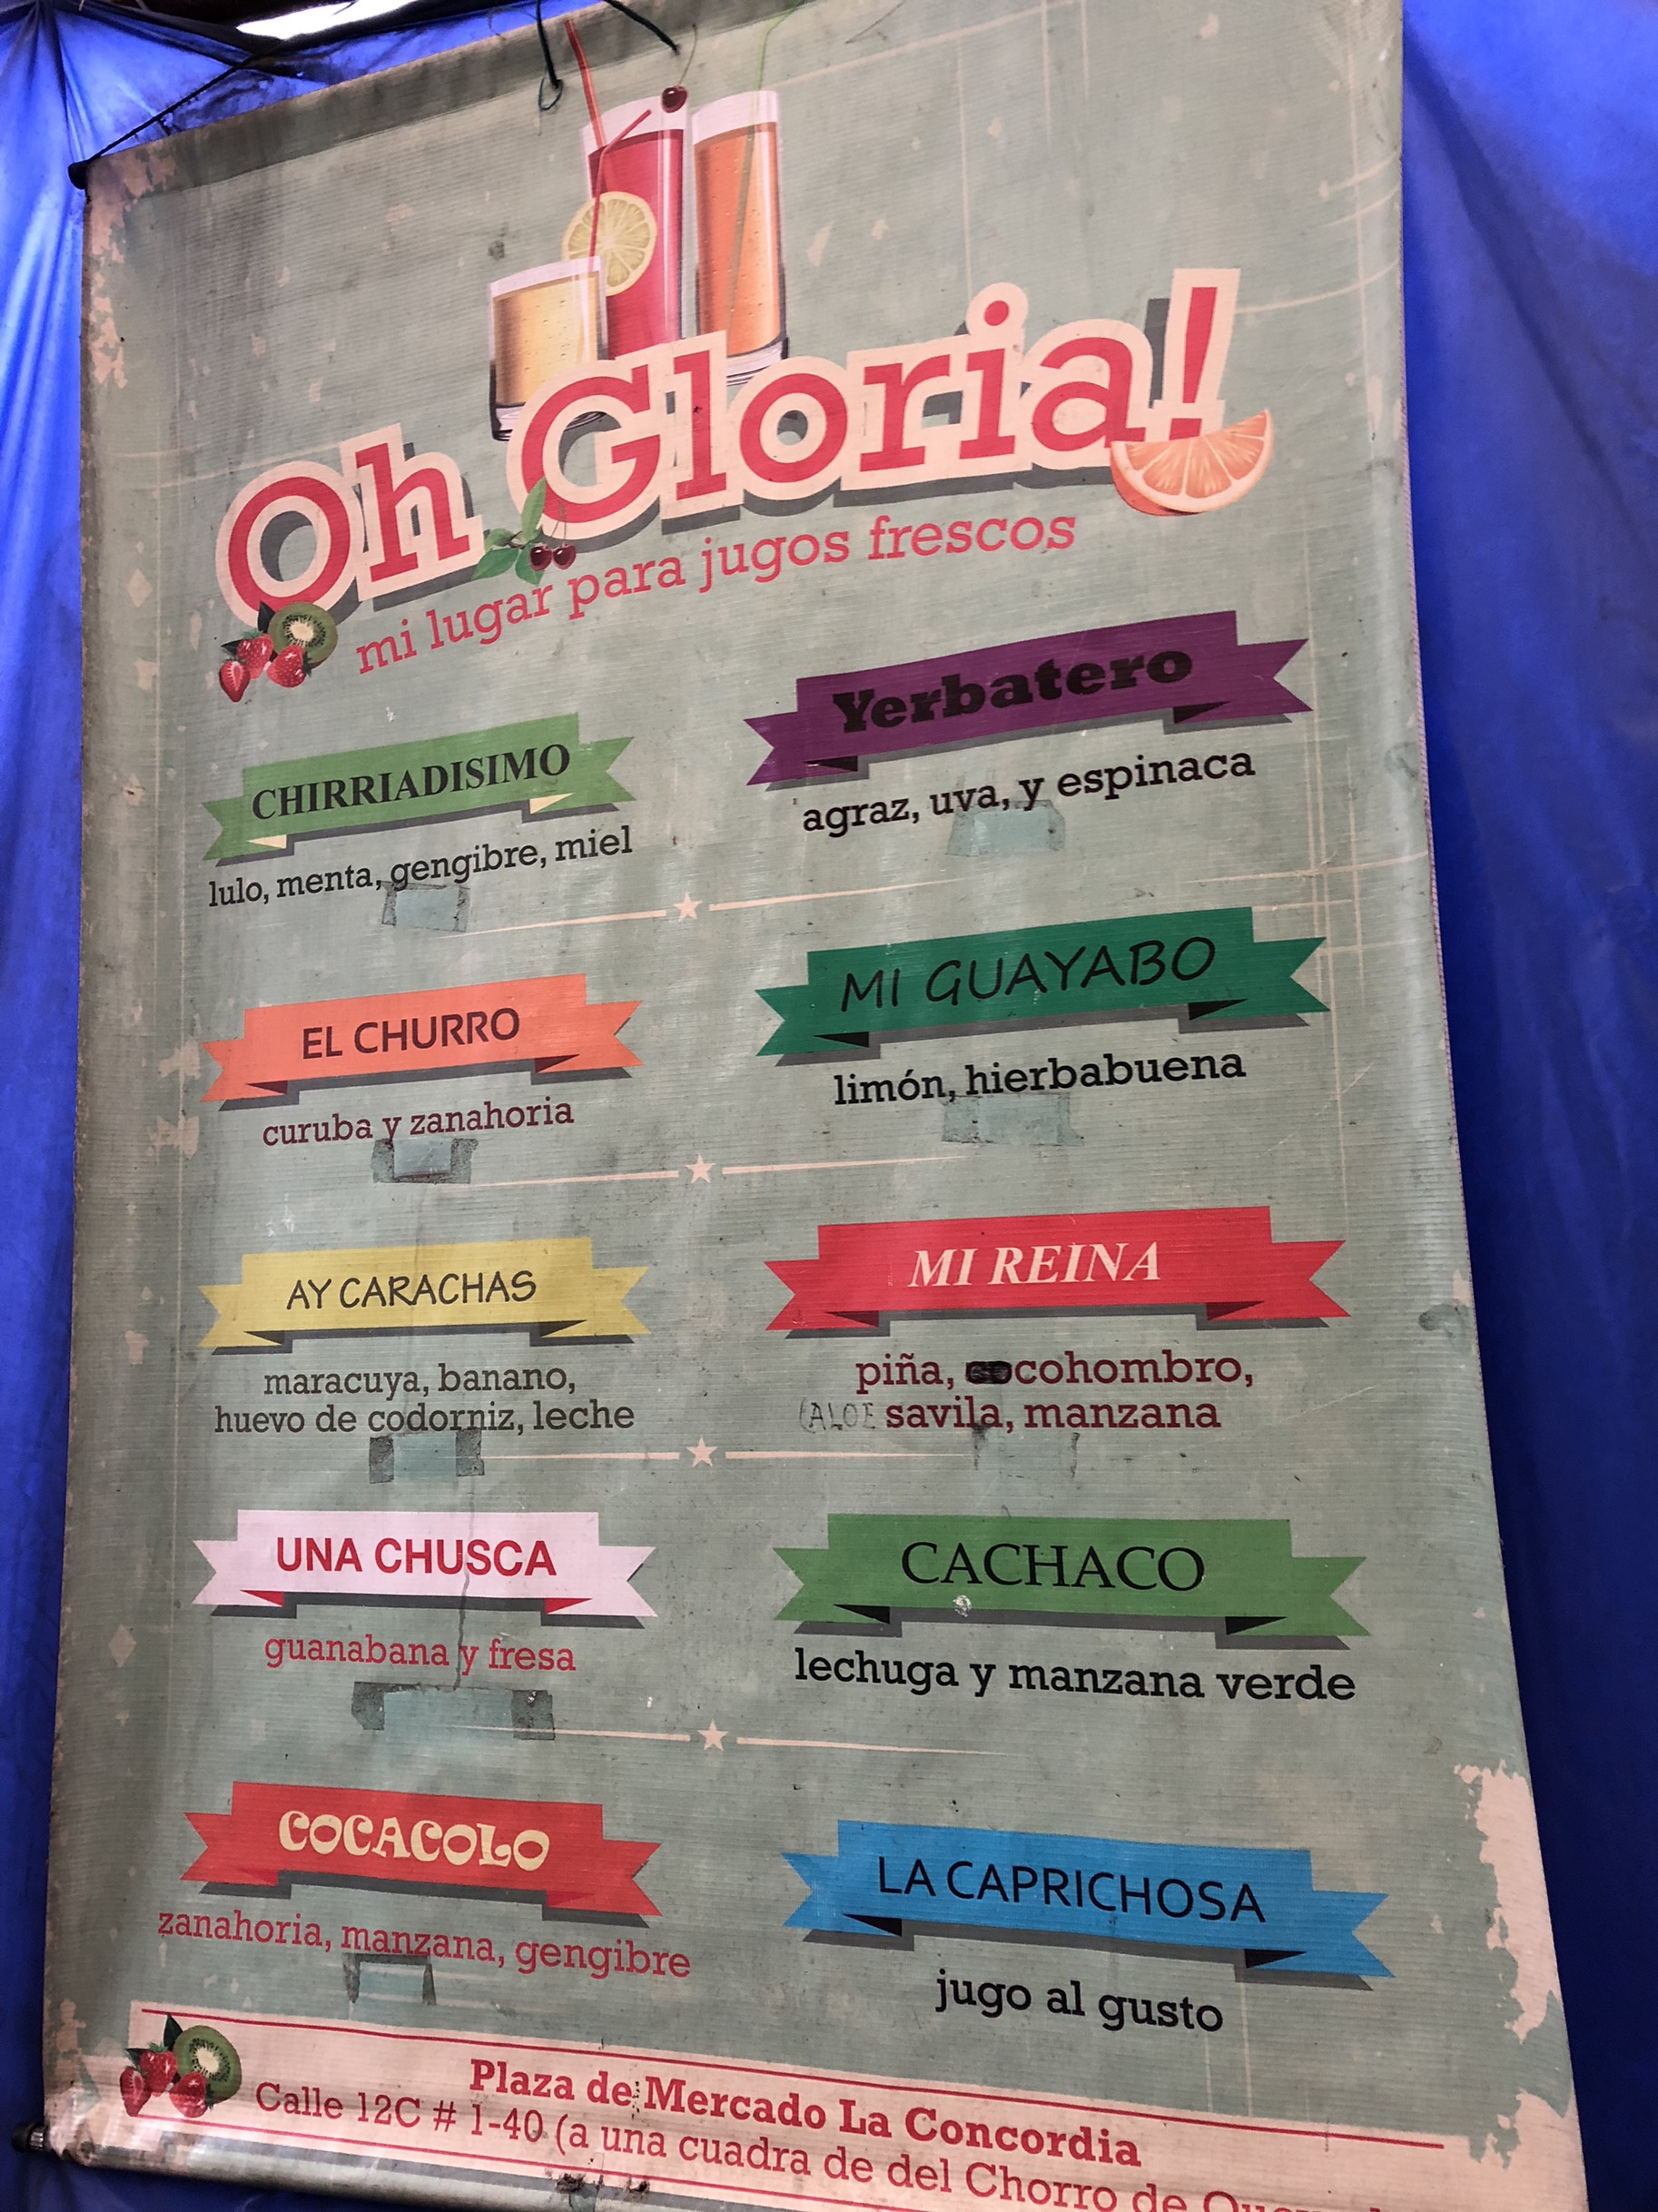 Oh Gloria!
mi lugar para jugos frescos
CHIRRIADISIMO
lulo, menta, gengibre, miel
Yerbatero
agraz, uva, y espinaca
EL CHURRO
curuba y zanahoria
MI GUAYABO
limón, hierbabuena
AY CARACHAS
maracuya, banano,
huevo de codorniz, leche
MI REINA
piña, cohombro,
(ALOE savila, manzana
UNA CHUSCA
guanabana y fresa
CACHACO
lechuga y manzana verde
COCACOLO
zanahoria, manzana, gengibre
LA CAPRICHOSA
jugo al gusto
Plaza de Mercado La Concordia
Calle 12C # 1-40 (a una cuadra de del Chorro de